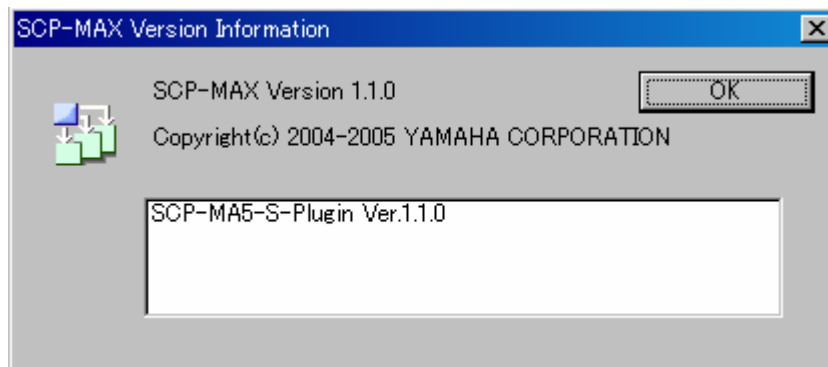 SCP-MAX Version Information
SCP-MAX Version 1.1.0
OK
Copyright(c) 2004-2005 YAMAHA CORPORATION
SCP-MA5-S-Plugin Ver.1.1.0